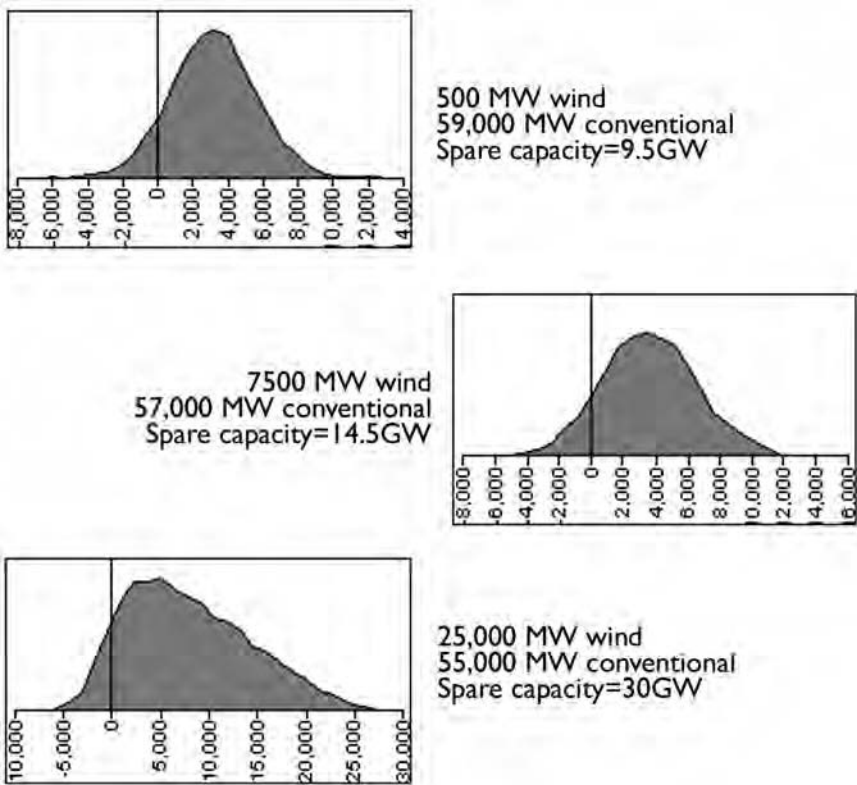 -8,000 -6,000 -4,000 -2,000 0 2,000 4,000 6,000 8,000 10,000 12,000 14,000
500 MW wind
59,000 MW conventional
Spare capacity=9.5GW
7500 MW wind
57,000 MW conventional
Spare capacity=14.5GW
-8,000 -6,000 -4,000 -2,000 0 2,000 4,000 6,000 8,000 10,000 12,000 14,000 16,000
10,000 -5,000 0 5,000 10,000 15,000 20,000 25,000 30,000
25,000 MW wind
55,000 MW conventional
Spare capacity=30GW